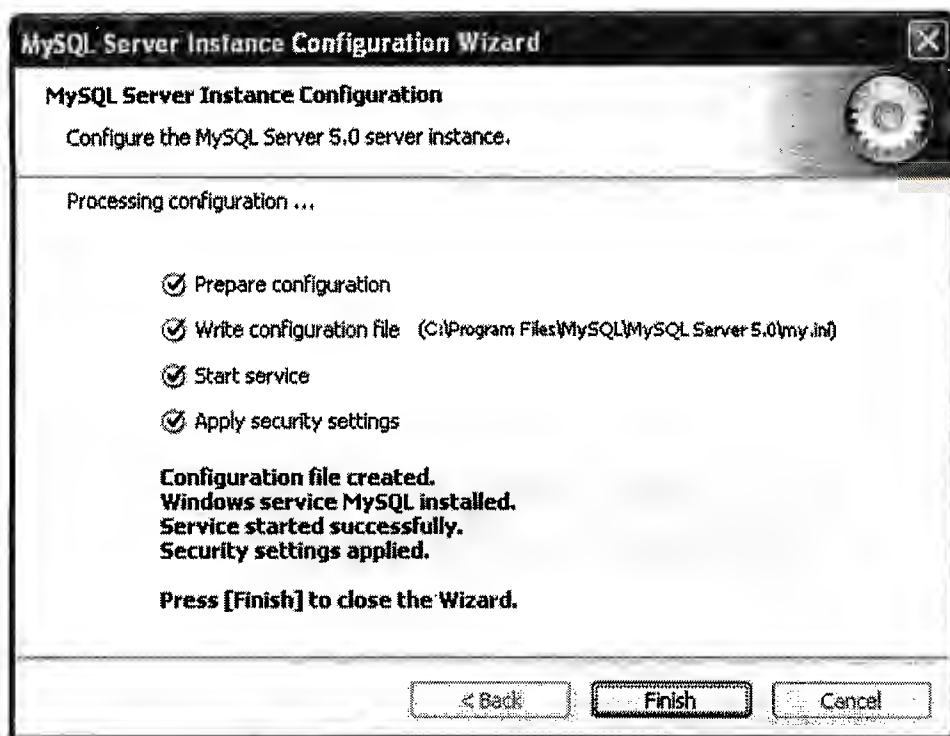 MySQL Server Instance Configuration Wizard
MySQL Server Instance Configuration
Configure the MySQL Server 5.0 server instance.
Processing configuration ...
Prepare configuration
Write configuration file (C:\Program Files\MySQL\MySQL Server 5.0\my.ini)
Start service
Apply security settings
Configuration file created.
Windows service MySQL installed.
Service started successfully.
Security settings applied.
Press [Finish] to close the Wizard.
< Back Finish Cancel